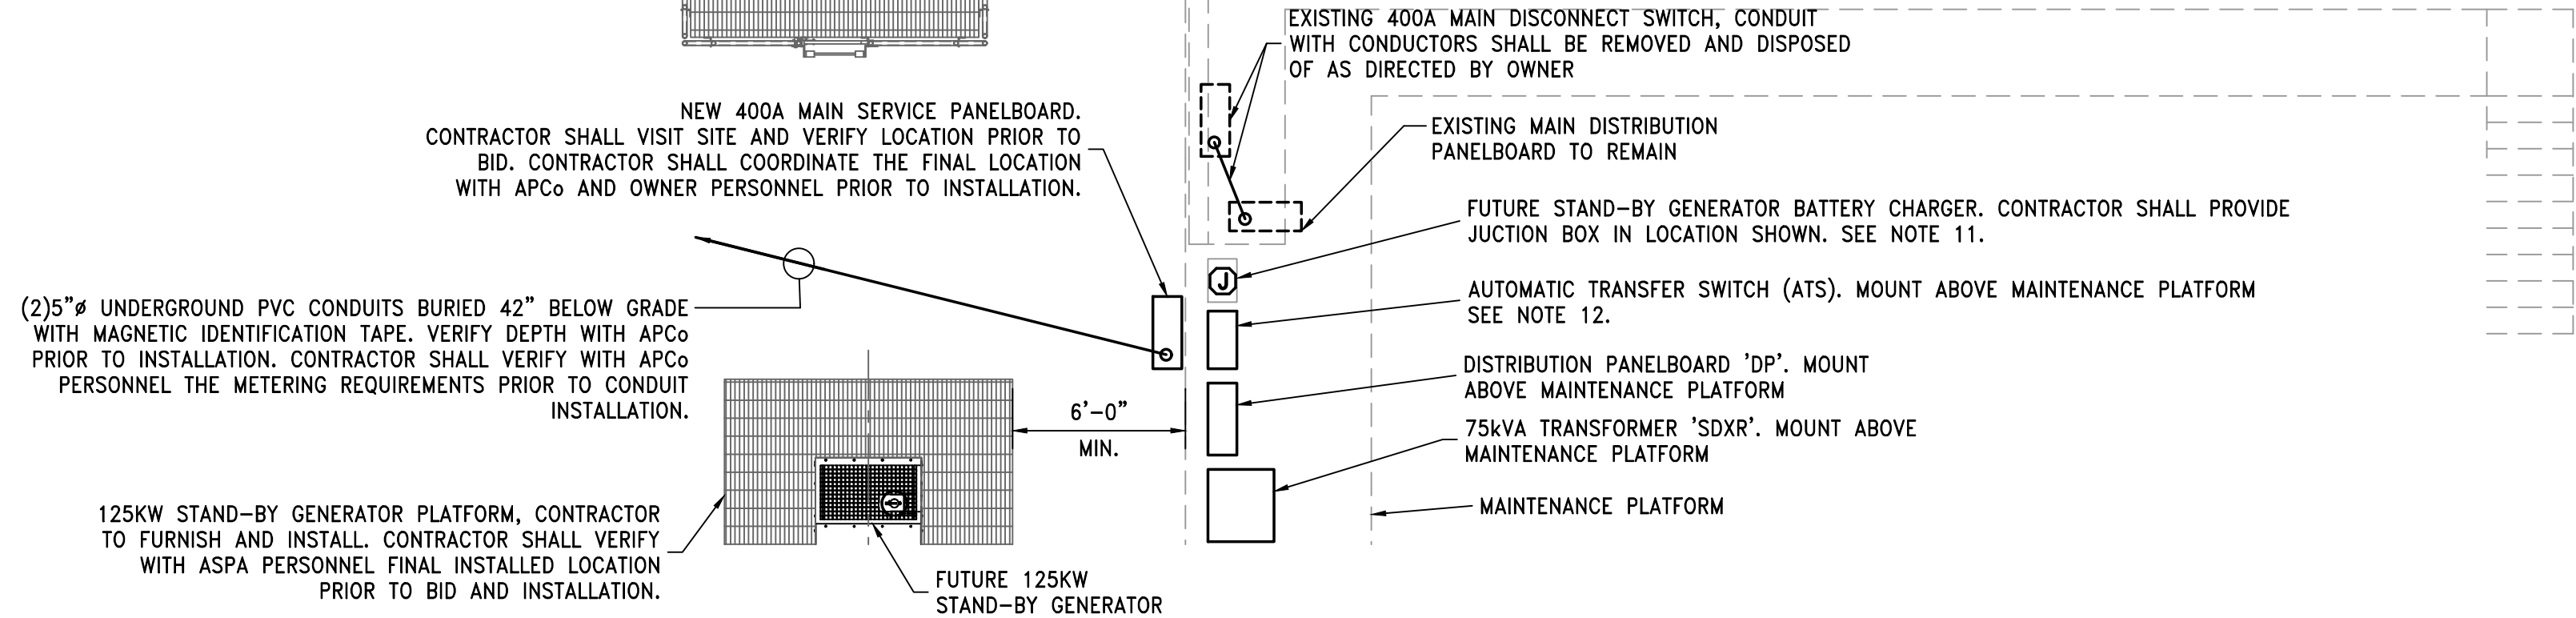 EXISTING 400A MAIN DISCONNECT SWITCH, CONDUIT
WITH CONDUCTORS SHALL BE REMOVED AND DISPOSED
OF AS DIRECTED BY OWNER
NEW 400A MAIN SERVICE PANELBOARD.
CONTRACTOR SHALL VISIT SITE AND VERIFY LOCATION PRIOR TO
BID. CONTRACTOR SHALL COORDINATE THE FINAL LOCATION
WITH APCo AND OWNER PERSONNEL PRIOR TO INSTALLATION.
EXISTING MAIN DISTRIBUTION
PANELBOARD TO REMAIN
FUTURE STAND-BY GENERATOR BATTERY CHARGER. CONTRACTOR SHALL PROVIDE
JUCTION BOX IN LOCATION SHOWN. SEE NOTE 11.
J
AUTOMATIC TRANSFER SWITCH (ATS). MOUNT ABOVE MAINTENANCE PLATFORM
SEE NOTE 12.
(2)5"ø UNDERGROUND PVC CONDUITS BURIED 42" BELOW GRADE
WITH MAGNETIC IDENTIFICATION TAPE. VERIFY DEPTH WITH APCo
PRIOR TO INSTALLATION. CONTRACTOR SHALL VERIFY WITH APCo
PERSONNEL THE METERING REQUIREMENTS PRIOR TO CONDUIT
INSTALLATION.
DISTRIBUTION PANELBOARD 'DP'. MOUNT
ABOVE MAINTENANCE PLATFORM
6'-0"
MIN.
75kVA TRANSFORMER 'SDXR'. MOUNT ABOVE
MAINTENANCE PLATFORM
MAINTENANCE PLATFORM
125KW STAND-BY GENERATOR PLATFORM, CONTRACTOR
TO FURNISH AND INSTALL. CONTRACTOR SHALL VERIFY
WITH ASPA PERSONNEL FINAL INSTALLED LOCATION
PRIOR TO BID AND INSTALLATION.
FUTURE 125KW
STAND-BY GENERATOR